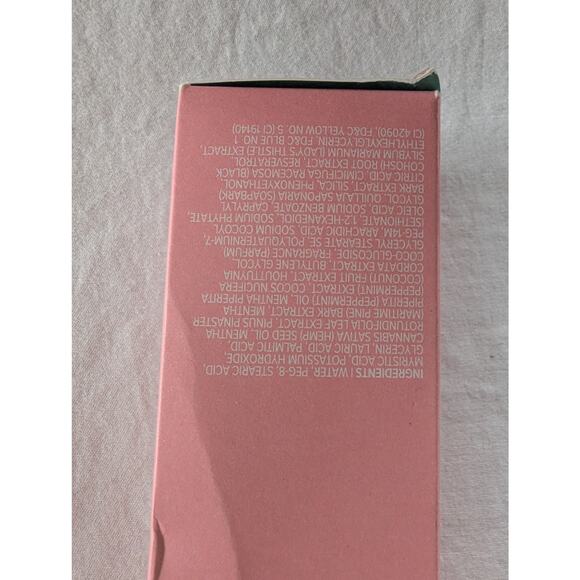 INGREDIENTS | WATER, PEG-8, STEARIC ACID,
MYRISTIC ACID, POTASSIUM HYDROXIDE,
GLYCERIN, LAURIC ACID, PALMITIC ACID,
CANNABIS SATIVA (HEMP) SEED OIL, MENTHA
ROTUNDIFOLIA LEAF EXTRACT, PINUS PINASTER
(MARITIME PINE) BARK EXTRACT, MENTHA
PIPERITA (PEPPERMINT) OIL, MENTHA PIPERITA
(PEPPERMINT) EXTRACT, COCOS NUCIFERA
(COCONUT) FRUIT EXTRACT, HOUTTUYNIA
CORDATA EXTRACT, BUTYLENE GLYCOL,
COCO-GLUCOSIDE, FRAGRANCE (PARFUM)
GLYCERYL STEARATE SE, POLYQUATERNIUM-7,
PEG-14M, ARACHIDIC ACID, SODIUM COCOYL
ISETHIONATE, 1,2-HEXANEDIOL, SODIUM PHYTATE,
OLEIC ACID, SODIUM BENZOATE, CAPRYLYL
GLYCOL, QUILLAJA SAPONARIA (SOAPBARK)
BARK EXTRACT, SILICA, PHENOXYETHANOL,
CITRIC ACID, CIMICIFUGA RACEMOSA (BLACK
COHOSH) ROOT EXTRACT, RESVERATROL,
SILYBUM MARIANUM (LADY'S THISTLE) EXTRACT,
ETHYLHEXYLGLYCERIN, FD&C BLUE NO. 1
(CI 42090), FD&C YELLOW NO. 5 (CI 19140)